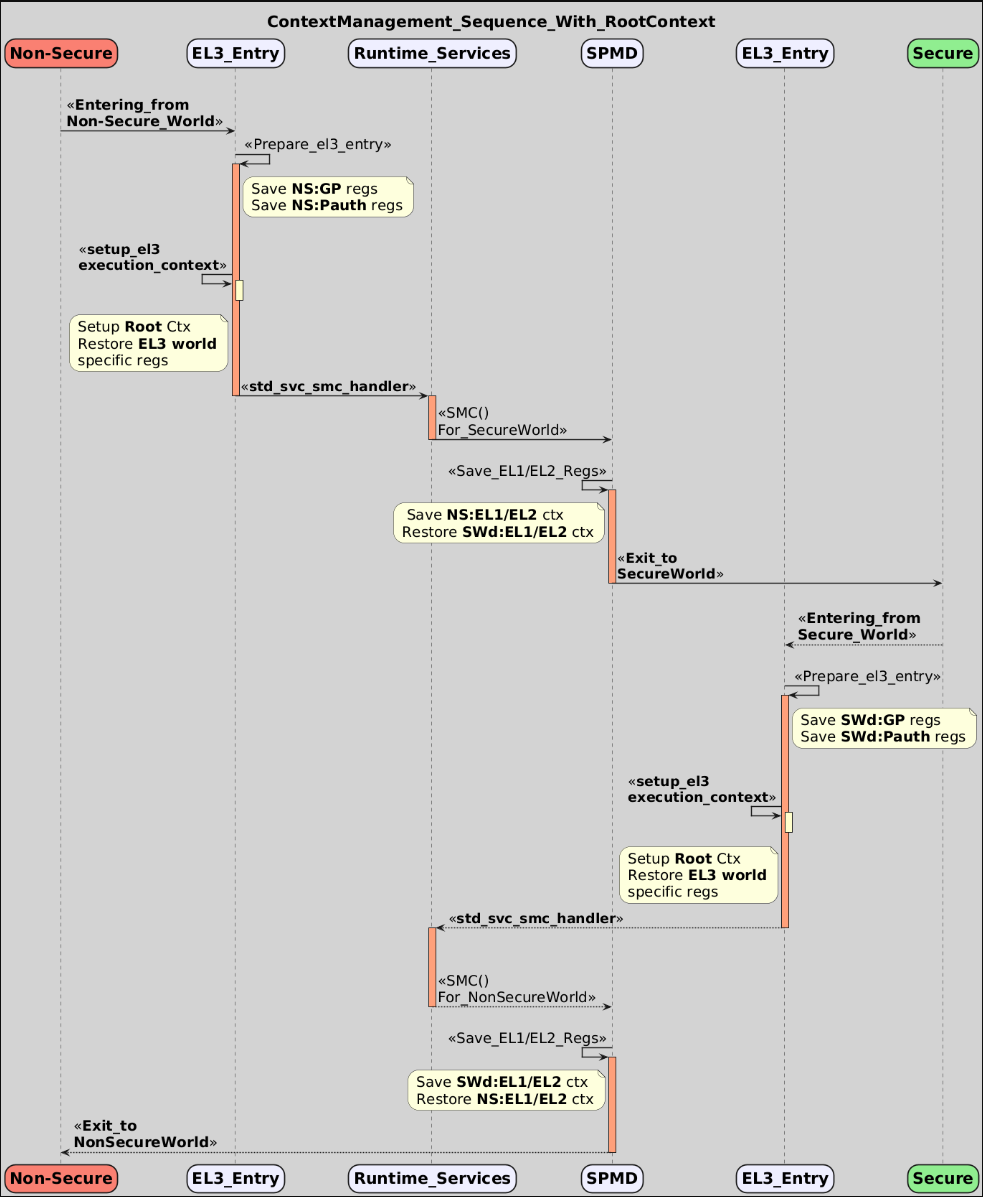 ContextManagement_Sequence_With_RootContext
Non-Secure EL3_Entry Runtime_Services SPMD EL3_Entry Secure
«Entering_from
Non-Secure_World»
«Prepare_el3_entry»
Save NS:GP regs
Save NS:Pauth regs
«setup_el3
execution_context»
Setup Root Ctx
Restore EL3 world
specific regs
«std_svc_smc_handler»
«SMC()
For_SecureWorld»
«Save_EL1/EL2_Regs»
Save NS:EL1/EL2 ctx
Restore SWd:EL1/EL2 ctx
«Exit_to
SecureWorld»
«Entering_from
Secure_World»
«Prepare_el3_entry»
Save SWd:GP regs
Save SWd:Pauth regs
«setup_el3
execution_context»
Setup Root Ctx
Restore EL3 world
specific regs
«std_svc_smc_handler»
«SMC()
For_NonSecureWorld»
«Save_EL1/EL2_Regs»
Save SWd:EL1/EL2 ctx
Restore NS:EL1/EL2 ctx
«Exit_to
NonSecureWorld»
Non-Secure EL3_Entry Runtime_Services SPMD EL3_Entry Secure